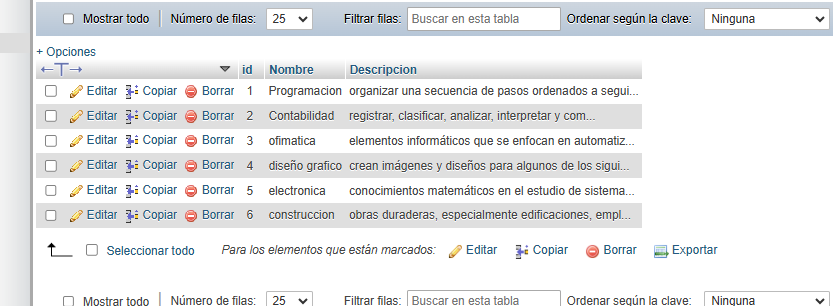 Mostrar todo Número de filas: 25 Filtrar filas: Buscar en esta tabla Ordenar según la clave: Ninguna
+ Opciones
←T→ id Nombre Descripcion
Editar Copiar Borrar 1 Programacion organizar una secuencia de pasos ordenados a segui...
Editar Copiar Borrar 2 Contabilidad registrar, clasificar, analizar, interpretar y com...
Editar Copiar Borrar 3 ofimatica elementos informáticos que se enfocan en automatiz...
Editar Copiar Borrar 4 diseño grafico crean imágenes y diseños para algunos de los sigui...
Editar Copiar Borrar 5 electronica conocimientos matemáticos en el estudio de sistema...
Editar Copiar Borrar 6 construccion obras duraderas, especialmente edificaciones, empl...
Seleccionar todo Para los elementos que están marcados: Editar Copiar Borrar Exportar
Mostrar todo Número de filas: 25 Filtrar filas: Buscar en esta tabla Ordenar según la clave: Ninguna